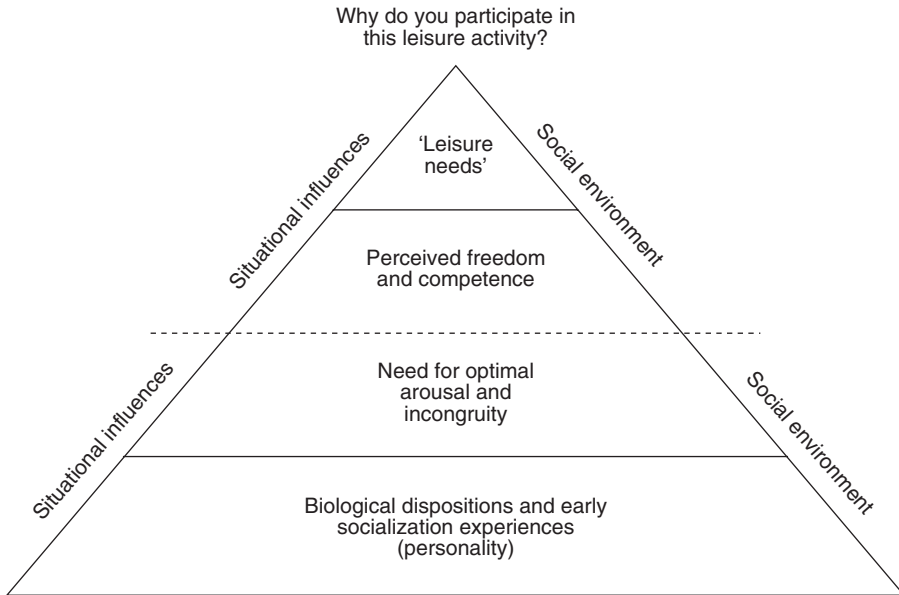 Why do you participate in
this leisure activity?
Situational influences
Social environment
‘Leisure
needs’
Perceived freedom
and competence
Situational influences
Social environment
Need for optimal
arousal and
incongruity
Biological dispositions and early
socialization experiences
(personality)